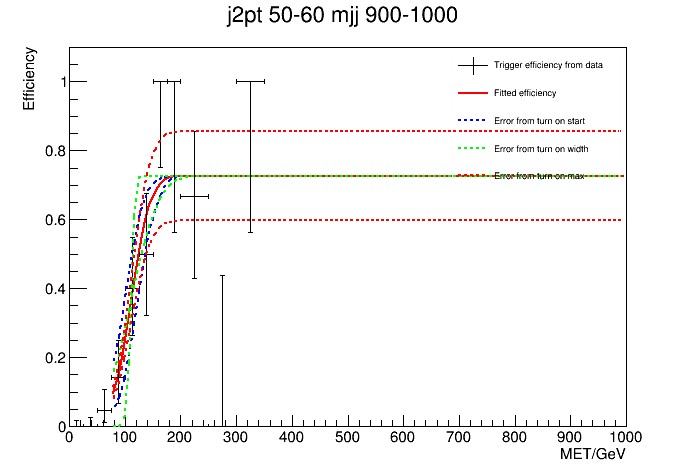 j2pt 50-60 mjj 900-1000
Efficiency
1
0.8
0.6
0.4
0.2
0
Trigger efficiency from data
Fitted efficiency
Error from turn on start
Error from turn on width
Error from turn on max
0 100 200 300 400 500 600 700 800 900 1000
MET/GeV